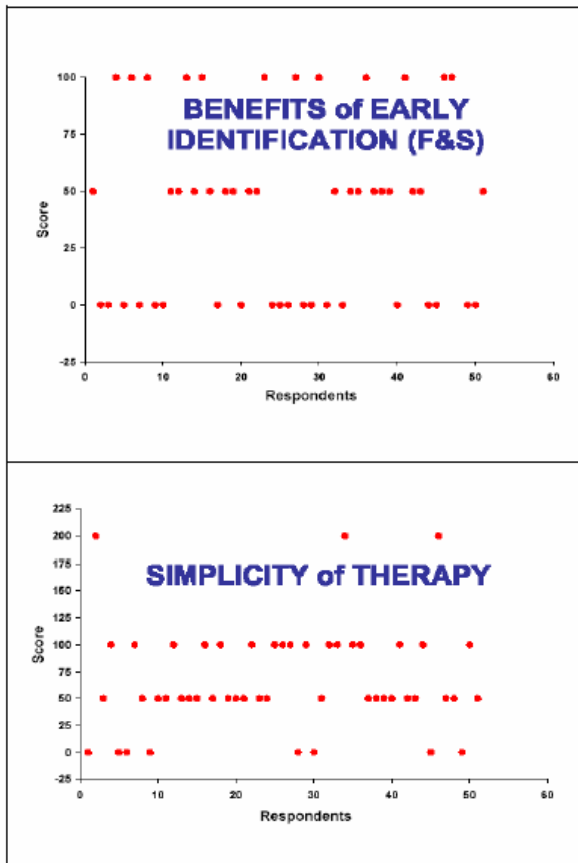 100
BENEFITS of EARLY
75
IDENTIFICATION (F&S)
50
Score
25
0
-25
0 10 20 30 40 50 60
Respondents
225
200
175
SIMPLICITY of THERAPY
150
125
100
Score
75
50
25
0
-25
0 10 20 30 40 50 60
Respondents